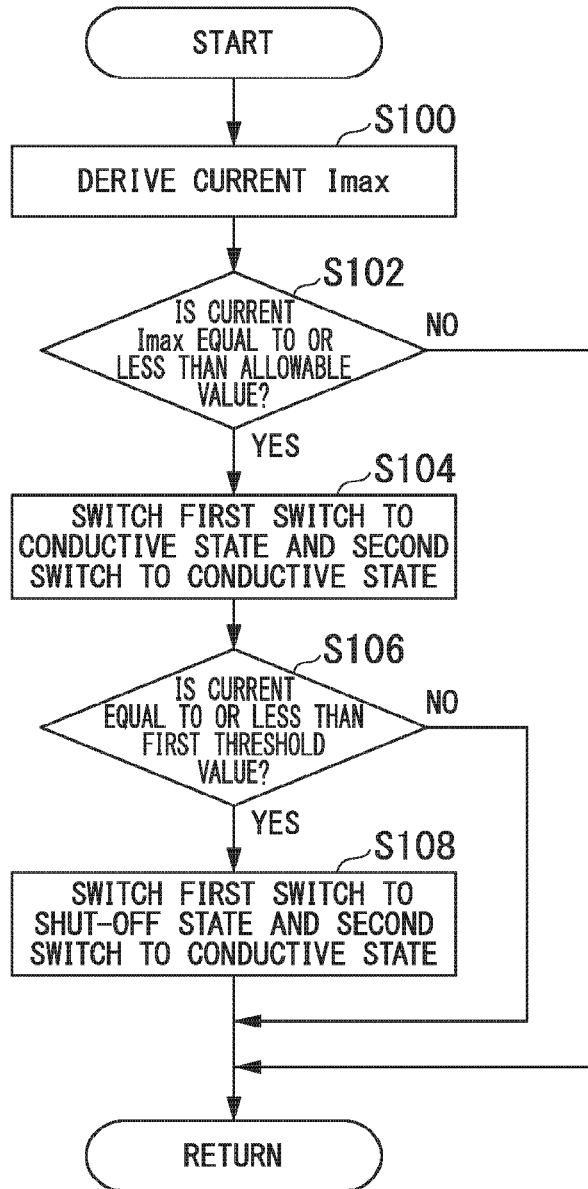 START
S100
DERIVE CURRENT Imax
S102
IS CURRENT
Imax EQUAL TO OR
LESS THAN ALLOWABLE
VALUE?
NO
YES
S104
SWITCH FIRST SWITCH TO
CONDUCTIVE STATE AND SECOND
SWITCH TO CONDUCTIVE STATE
S106
IS CURRENT
EQUAL TO OR LESS THAN
FIRST THRESHOLD
VALUE?
NO
YES
S108
SWITCH FIRST SWITCH TO
SHUT-OFF STATE AND SECOND
SWITCH TO CONDUCTIVE STATE
RETURN